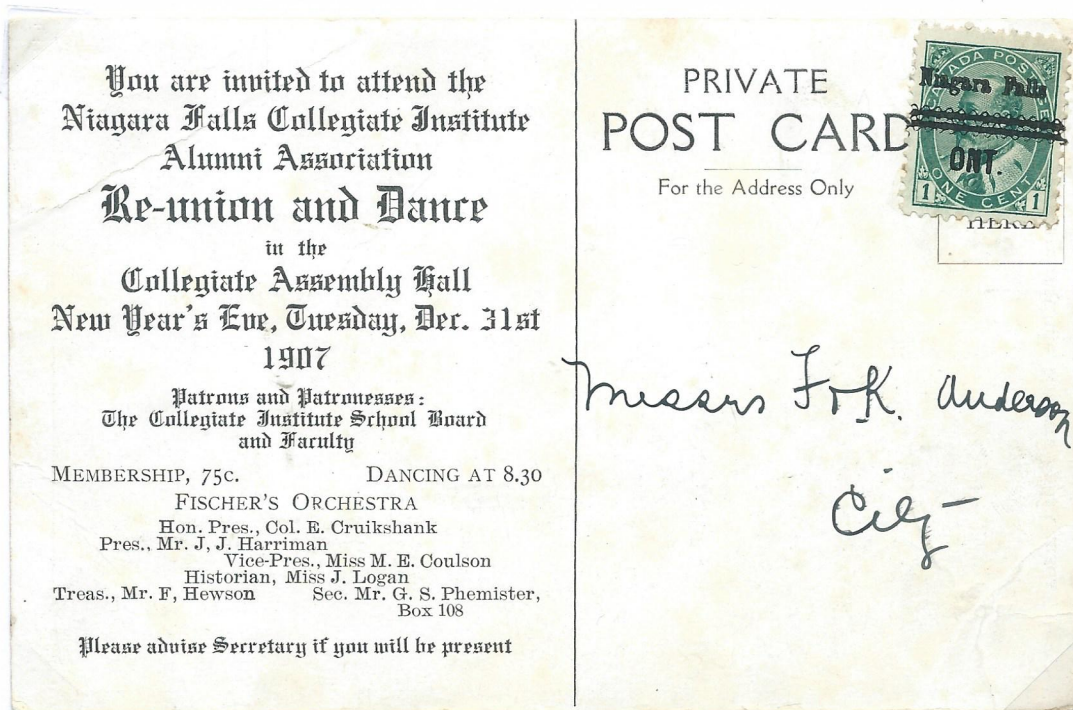 You are invited to attend the
Niagara Falls Collegiate Institute
Alumni Association
Re-union and Dance
in the
Collegiate Assembly Hall
New Year's Eve, Tuesday, Dec. 31st
1907
Patrons and Patronesses:
The Collegiate Institute School Board
and Faculty
MEMBERSHIP, 75c. DANCING AT 8.30
FISCHER'S ORCHESTRA
Hon. Pres., Col. E. Cruikshank
Pres., Mr. J, J. Harriman
Vice-Pres., Miss M. E. Coulson
Historian, Miss J. Logan
Treas., Mr. F, Hewson Sec. Mr. G. S. Phemister,
Box 108
Please advise Secretary if you will be present
PRIVATE
POST CARD
For the Address Only
CANADA POSTAGE
Niagara Falls
ONT.
1 ONE CENT 1
HERE
Messrs F & K. Anderson
City